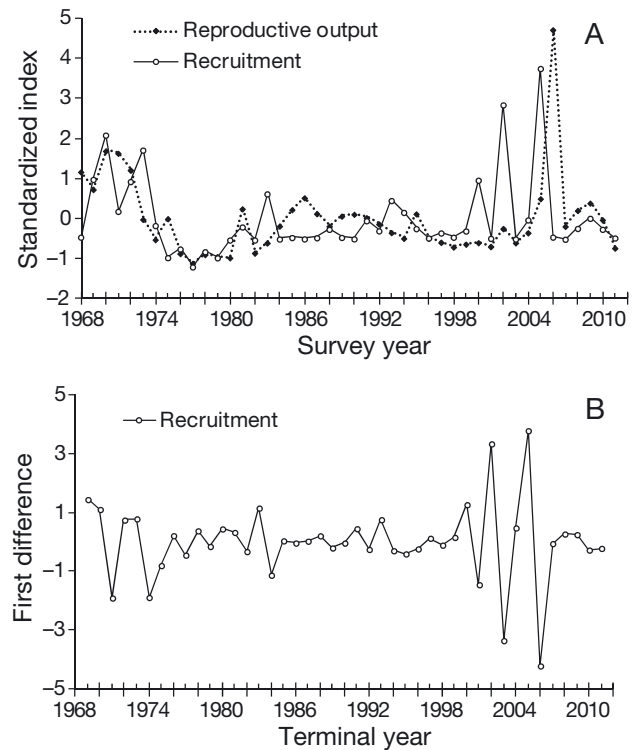 A
Reproductive output
Recruitment
Standardized index
5
4
3
2
1
0
−1
−2
1968 1974 1980 1986 1992 1998 2004 2010
Survey year
B
Recruitment
First difference
5
3
1
−1
−3
−5
1968 1974 1980 1986 1992 1998 2004 2010
Terminal year